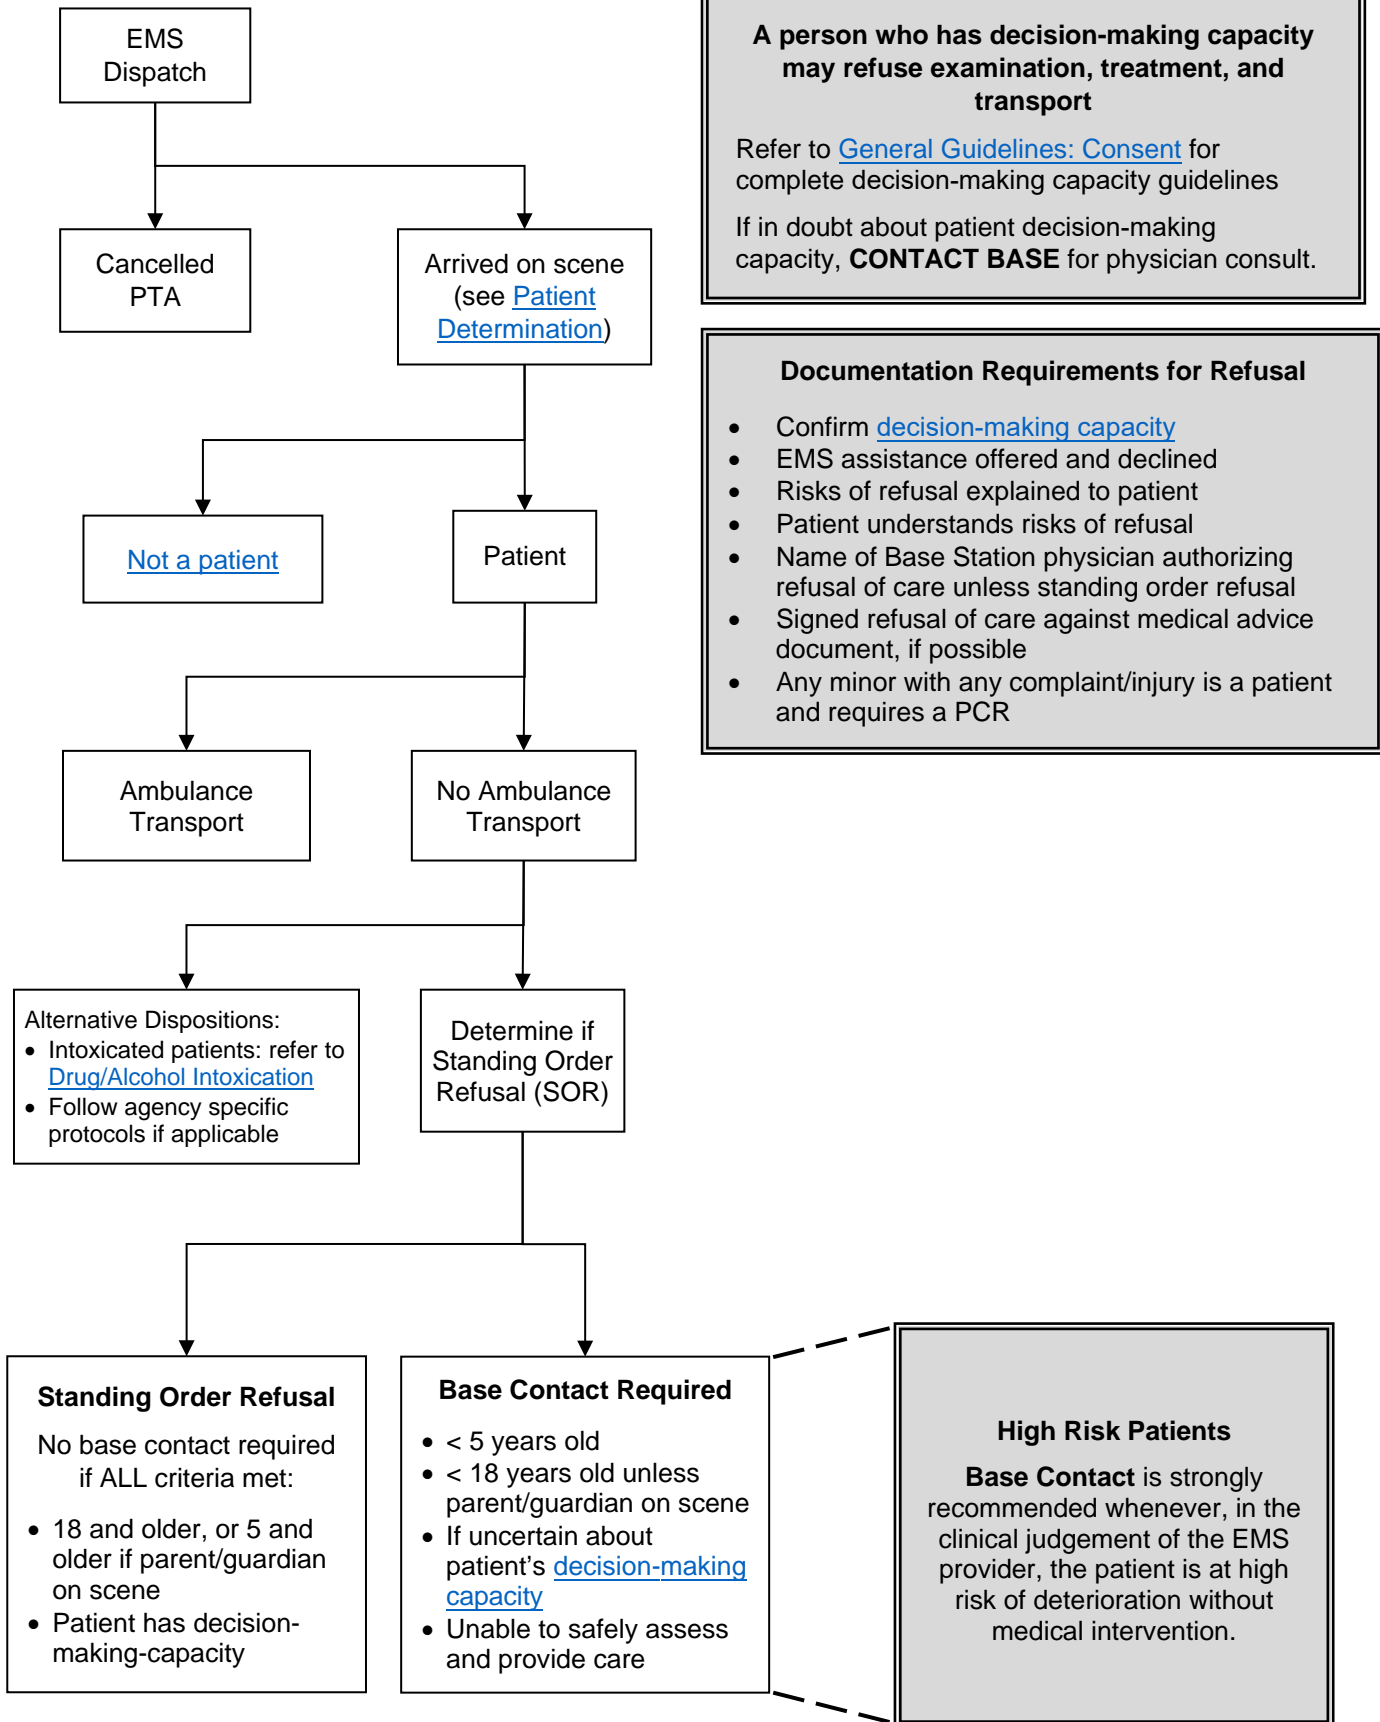 EMS
Dispatch
A person who has decision-making capacity
may refuse examination, treatment, and
transport
Refer to General Guidelines: Consent for
complete decision-making capacity guidelines
If in doubt about patient decision-making
capacity, CONTACT BASE for physician consult.
Cancelled
PTA
Arrived on scene
(see Patient
Determination)
Documentation Requirements for Refusal
• Confirm decision-making capacity
• EMS assistance offered and declined
• Risks of refusal explained to patient
• Patient understands risks of refusal
• Name of Base Station physician authorizing
refusal of care unless standing order refusal
• Signed refusal of care against medical advice
document, if possible
• Any minor with any complaint/injury is a patient
and requires a PCR
Not a patient
Patient
Ambulance
Transport
No Ambulance
Transport
Alternative Dispositions:
• Intoxicated patients: refer to
Drug/Alcohol Intoxication
• Follow agency specific
protocols if applicable
Determine if
Standing Order
Refusal (SOR)
Standing Order Refusal
No base contact required
if ALL criteria met:
• 18 and older, or 5 and
older if parent/guardian
on scene
• Patient has decision-
making-capacity
Base Contact Required
• < 5 years old
• < 18 years old unless
parent/guardian on scene
• If uncertain about
patient’s decision-making
capacity
• Unable to safely assess
and provide care
High Risk Patients
Base Contact is strongly
recommended whenever, in the
clinical judgement of the EMS
provider, the patient is at high
risk of deterioration without
medical intervention.